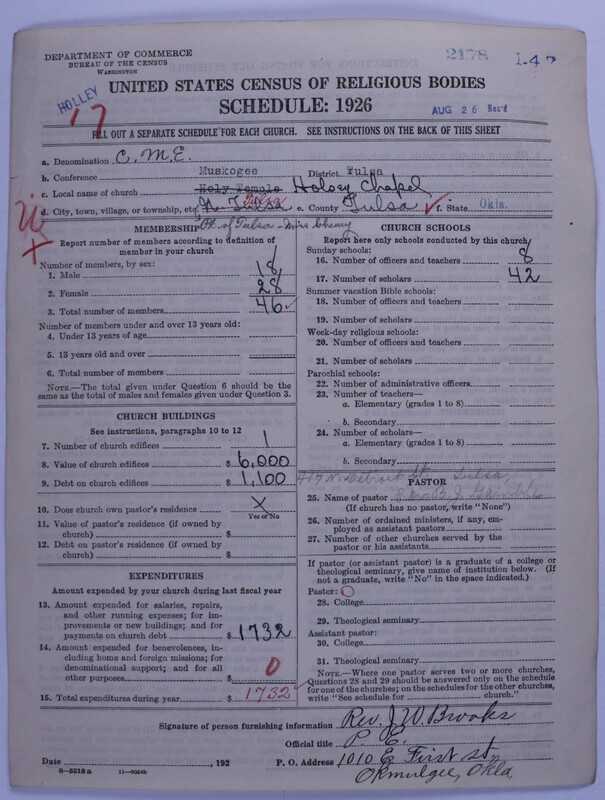 DEPARTMENT OF COMMERCE
BUREAU OF THE CENSUS
WASHINGTON
2178
147
HOLLEY
17
UNITED STATES CENSUS OF RELIGIOUS BODIES
SCHEDULE: 1926
AUG 26 Rec'd
FILL OUT A SEPARATE SCHEDULE FOR EACH CHURCH. SEE INSTRUCTIONS ON THE BACK OF THIS SHEET
a. Denomination C. M. E.
b. Conference Muskogee District Tulsa
c. Local name of church Holy Temple Holsey Chapel
d. City, town, village, or township, etc. N. Tulsa Tulsa e. County Tulsa f. State Okla.
MEMBERSHIP
Report number of members according to definition of member in your church
Number of members, by sex:
1. Male 18
2. Female 28
3. Total number of members 46
Number of members under and over 13 years old:
4. Under 13 years of age
5. 13 years old and over
6. Total number of members
NOTE.—The total given under Question 6 should be the
same as the total of males and females given under Question 3.
CHURCH BUILDINGS
See instructions, paragraphs 10 to 12
7. Number of church edifices 1
8. Value of church edifices $ 6,000
9. Debt on church edifices $ 1,100
10. Does church own pastor's residence X
Yes or No
11. Value of pastor's residence (if owned by
church) $
12. Debt on pastor's residence (if owned by
church) $
EXPENDITURES
Amount expended by your church during last fiscal year
13. Amount expended for salaries, repairs,
and other running expenses; for im-
provements or new buildings; and for
payments on church debt $ 1732
14. Amount expended for benevolences, in-
cluding home and foreign missions; for
denominational support; and for all
other purposes $ 0
15. Total expenditures during year $ 1732
CHURCH SCHOOLS
Report here only schools conducted by this church
Sunday schools:
16. Number of officers and teachers 8
17. Number of scholars 42
Summer vacation Bible schools:
18. Number of officers and teachers
19. Number of scholars
Week-day religious schools:
20. Number of officers and teachers
21. Number of scholars
Parochial schools:
22. Number of administrative officers
23. Number of teachers—
a. Elementary (grades 1 to 8)
b. Secondary
24. Number of scholars—
a. Elementary (grades 1 to 8)
b. Secondary
417 N. Detroit St. Tulsa,
PASTOR
25. Name of pastor
(If church has no pastor, write "None")
26. Number of ordained ministers, if any, em-
ployed as assistant pastors
27. Number of other churches served by the
pastor or his assistants
If pastor (or assistant pastor) is a graduate of a college or
theological seminary, give name of institution below. (If
not a graduate, write "No" in the space indicated.)
Pastor: O
28. College
29. Theological seminary
Assistant pastor:
30. College
31. Theological seminary
NOTE.—Where one pastor serves two or more churches,
Questions 28 and 29 should be answered only on the schedule
for one of the churches; on the schedules for the other churches,
write "See schedule for church."
Signature of person furnishing information Rev. J. W. Brooks
Official title P. E.
Date , 192 P. O. Address 1010 E First St,
Okmulgee, Okla,
8—5518a 11—9084b